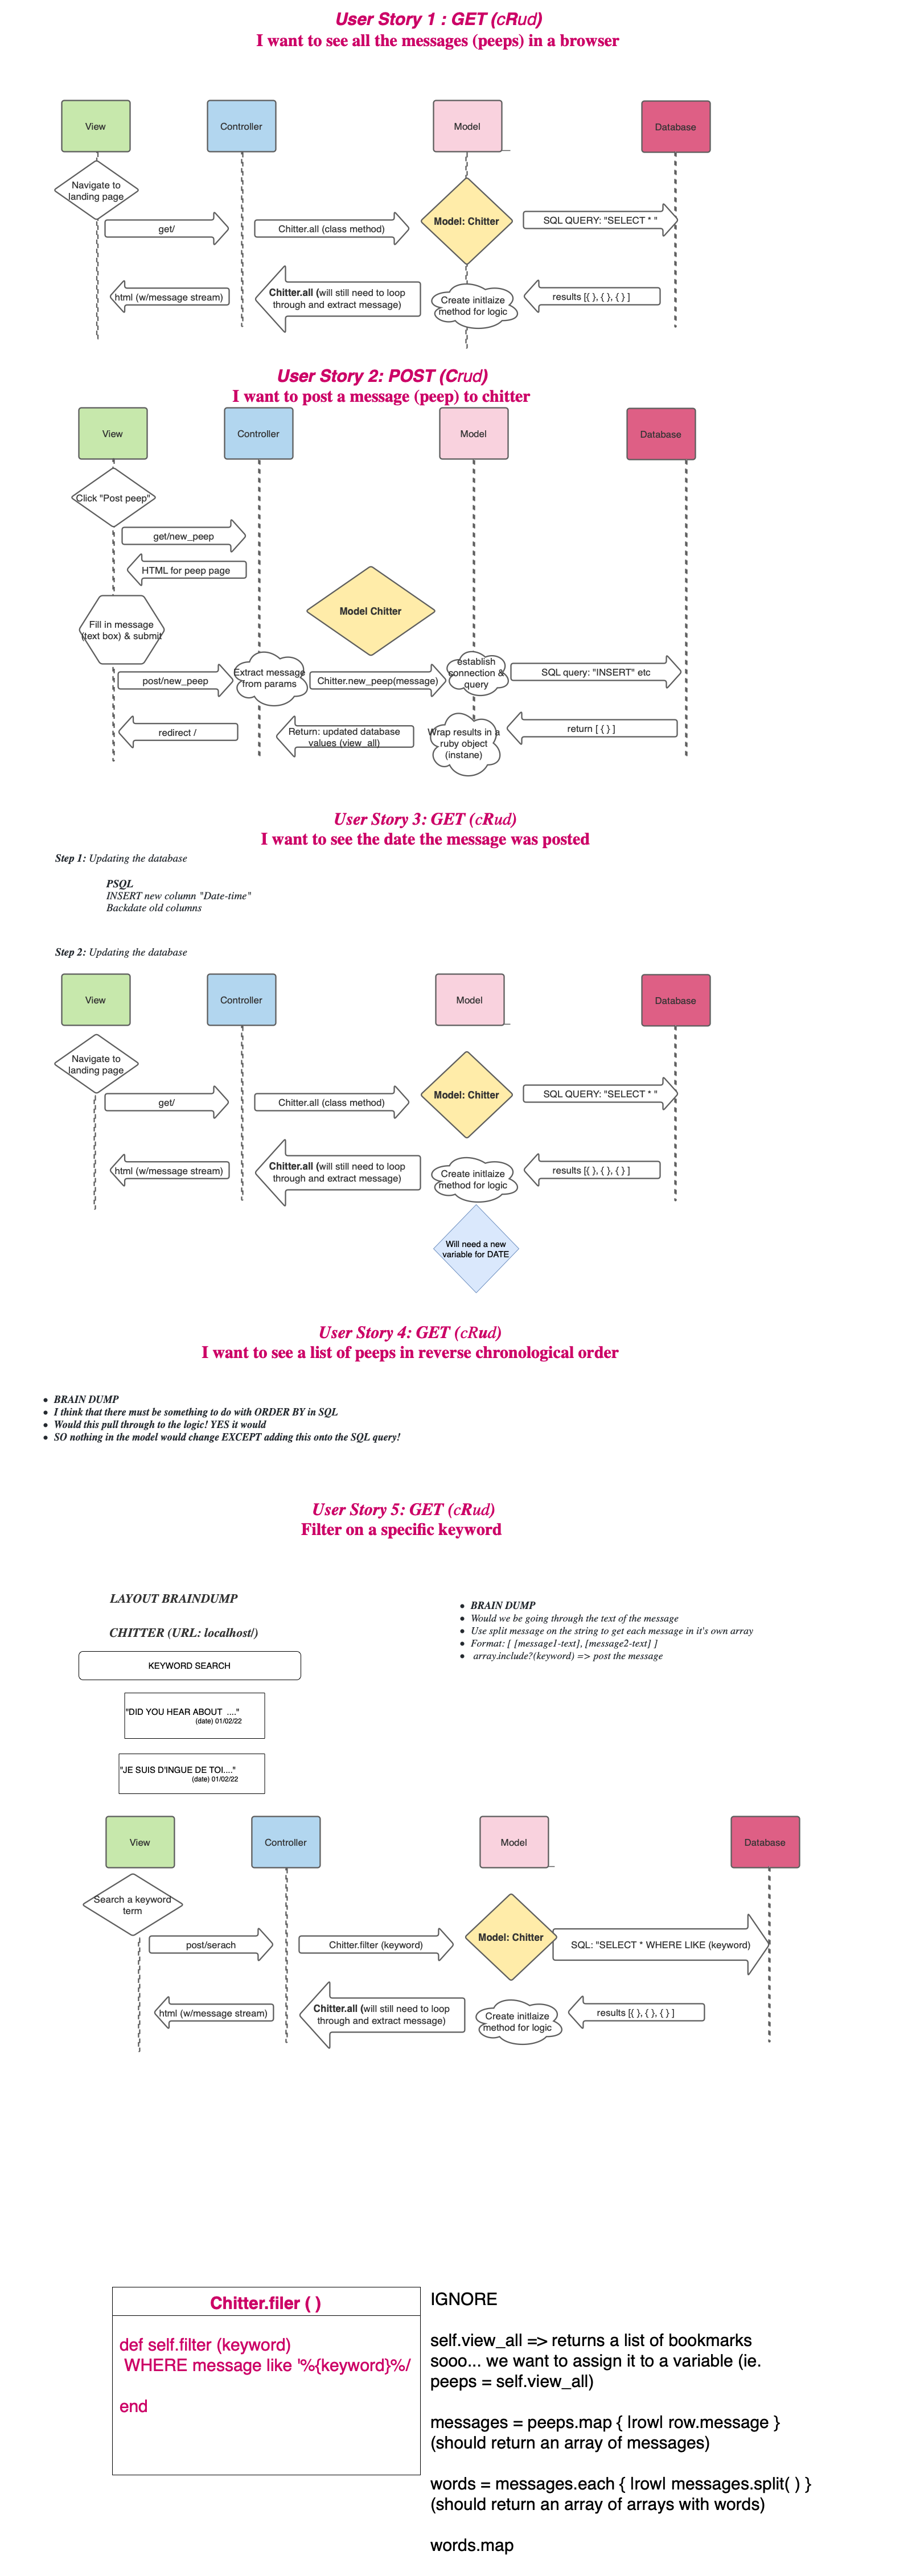 User Story 1 : GET (cRud)
I want to see all the messages (peeps) in a browser
View
Controller
Model
Database
Navigate to
landing page
get/
Chitter.all (class method)
Model: Chitter
SQL QUERY: "SELECT * "
html (w/message stream)
Chitter.all (will still need to loop
through and extract message)
Create initlaize
method for logic
results [{ }, { }, { } ]
User Story 2: POST (Crud)
I want to post a message (peep) to chitter
View
Controller
Model
Database
Click "Post peep"
get/new_peep
HTML for peep page
Model Chitter
Fill in message
(text box) & submit
post/new_peep
Extract message
from params
Chitter.new_peep(message)
establish
connection &
query
SQL query: "INSERT" etc
redirect /
Return: updated database
values (view_all)
Wrap results in a
ruby object
(instane)
return [ { } ]
User Story 3: GET (cRud)
I want to see the date the message was posted
Step 1: Updating the database
PSQL
INSERT new column "Date-time"
Backdate old columns
Step 2: Updating the database
View
Controller
Model
Database
Navigate to
landing page
get/
Chitter.all (class method)
Model: Chitter
SQL QUERY: "SELECT * "
html (w/message stream)
Chitter.all (will still need to loop
through and extract message)
Create initlaize
method for logic
results [{ }, { }, { } ]
Will need a new
variable for DATE
User Story 4: GET (cRud)
I want to see a list of peeps in reverse chronological order
• BRAIN DUMP
• I think that there must be something to do with ORDER BY in SQL
• Would this pull through to the logic! YES it would
• SO nothing in the model would change EXCEPT adding this onto the SQL query!
User Story 5: GET (cRud)
Filter on a specific keyword
LAYOUT BRAINDUMP
CHITTER (URL: localhost/)
KEYWORD SEARCH
"DID YOU HEAR ABOUT ...."
(date) 01/02/22
"JE SUIS D'INGUE DE TOI...."
(date) 01/02/22
• BRAIN DUMP
• Would we be going through the text of the message
• Use split message on the string to get each message in it's own array
• Format: [ [message1-text], [message2-text] ]
• array.include?(keyword) => post the message
View
Controller
Model
Database
Search a keyword
term
post/serach
Chitter.filter (keyword)
Model: Chitter
SQL: "SELECT * WHERE LIKE (keyword)
html (w/message stream)
Chitter.all (will still need to loop
through and extract message)
Create initlaize
method for logic
results [{ }, { }, { } ]
Chitter.filer ( )
def self.filter (keyword)
WHERE message like '%{keyword}%/
end
IGNORE
self.view_all => returns a list of bookmarks
sooo... we want to assign it to a variable (ie.
peeps = self.view_all)
messages = peeps.map { |row| row.message }
(should return an array of messages)
words = messages.each { |row| messages.split( ) }
(should return an array of arrays with words)
words.map